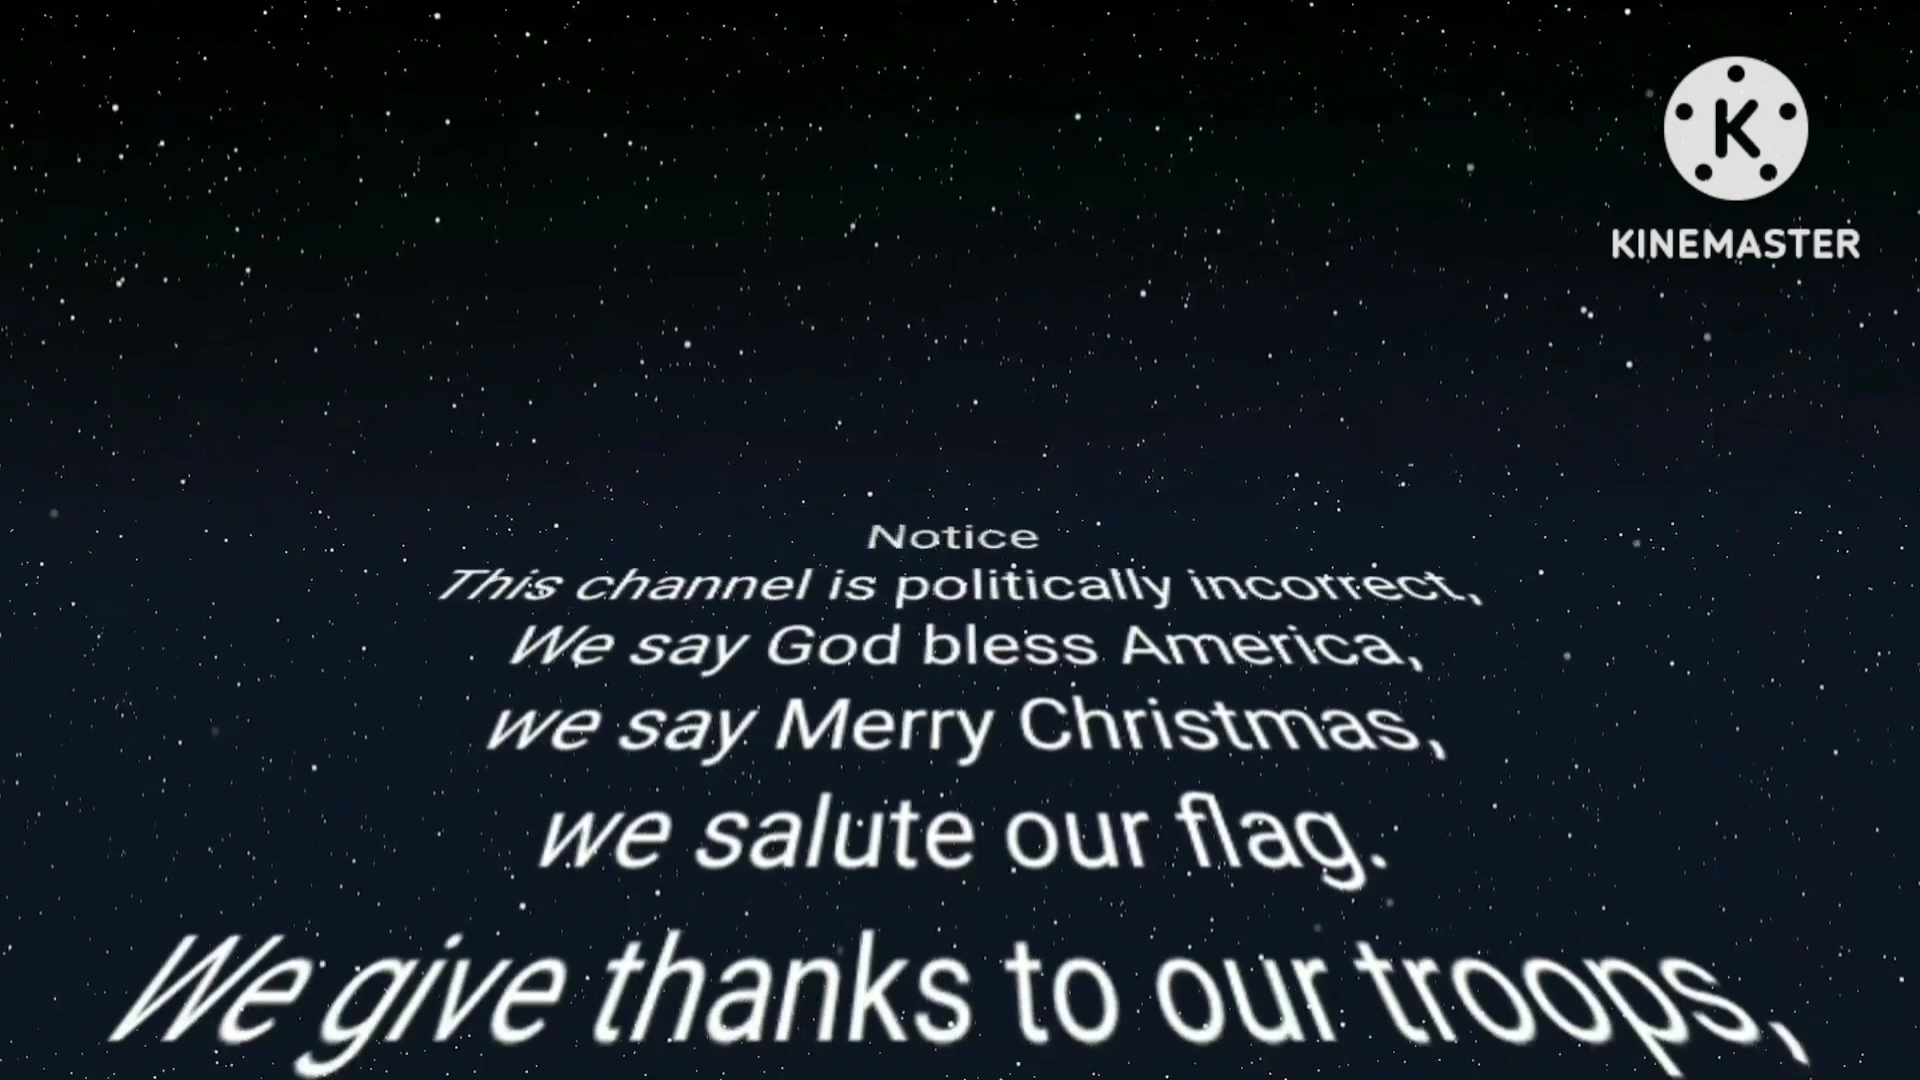 K
KINEMASTER
Notice
This channel is politically incorrect,
We say God bless America,
we say Merry Christmas,
we salute our flag.
We give thanks to our troops,